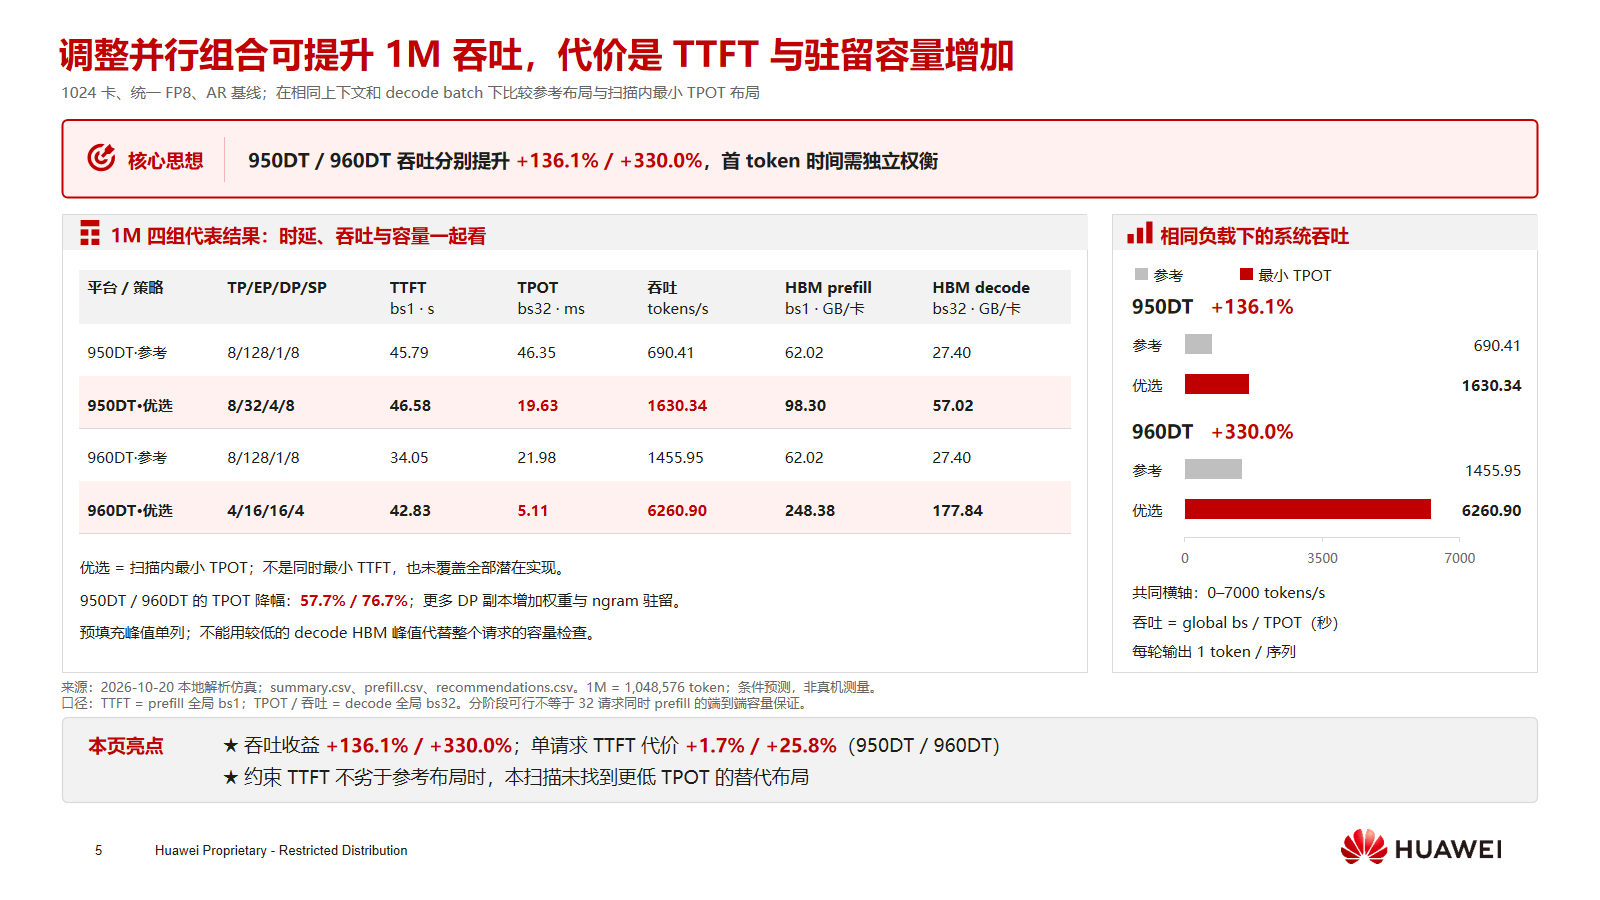 调整并行组合可提升 1M 吞吐，代价是 TTFT 与驻留容量增加
1024 卡、统一 FP8、AR 基线；在相同上下文和 decode batch 下比较参考布局与扫描内最小 TPOT 布局
核心思想 950DT / 960DT 吞吐分别提升 +136.1% / +330.0%，首 token 时间需独立权衡
1M 四组代表结果：时延、吞吐与容量一起看
平台 / 策略 TP/EP/DP/SP TTFT TPOT 吞吐 HBM prefill HBM decode
bs1 · s bs32 · ms tokens/s bs1 · GB/卡 bs32 · GB/卡
950DT·参考 8/128/1/8 45.79 46.35 690.41 62.02 27.40
950DT·优选 8/32/4/8 46.58 19.63 1630.34 98.30 57.02
960DT·参考 8/128/1/8 34.05 21.98 1455.95 62.02 27.40
960DT·优选 4/16/16/4 42.83 5.11 6260.90 248.38 177.84
优选 = 扫描内最小 TPOT；不是同时最小 TTFT，也未覆盖全部潜在实现。
950DT / 960DT 的 TPOT 降幅：57.7% / 76.7%；更多 DP 副本增加权重与 ngram 驻留。
预填充峰值单列；不能用较低的 decode HBM 峰值代替整个请求的容量检查。
相同负载下的系统吞吐
参考 最小 TPOT
950DT +136.1%
参考 690.41
优选 1630.34
960DT +330.0%
参考 1455.95
优选 6260.90
0 3500 7000
共同横轴：0–7000 tokens/s
吞吐 = global bs / TPOT（秒）
每轮输出 1 token / 序列
来源：2026-10-20 本地解析仿真；summary.csv、prefill.csv、recommendations.csv。1M = 1,048,576 token；条件预测，非真机测量。
口径：TTFT = prefill 全局 bs1；TPOT / 吞吐 = decode 全局 bs32。分阶段可行不等于 32 请求同时 prefill 的端到端容量保证。
本页亮点 ★ 吞吐收益 +136.1% / +330.0%；单请求 TTFT 代价 +1.7% / +25.8%（950DT / 960DT）
★ 约束 TTFT 不劣于参考布局时，本扫描未找到更低 TPOT 的替代布局
5 Huawei Proprietary - Restricted Distribution
HUAWEI